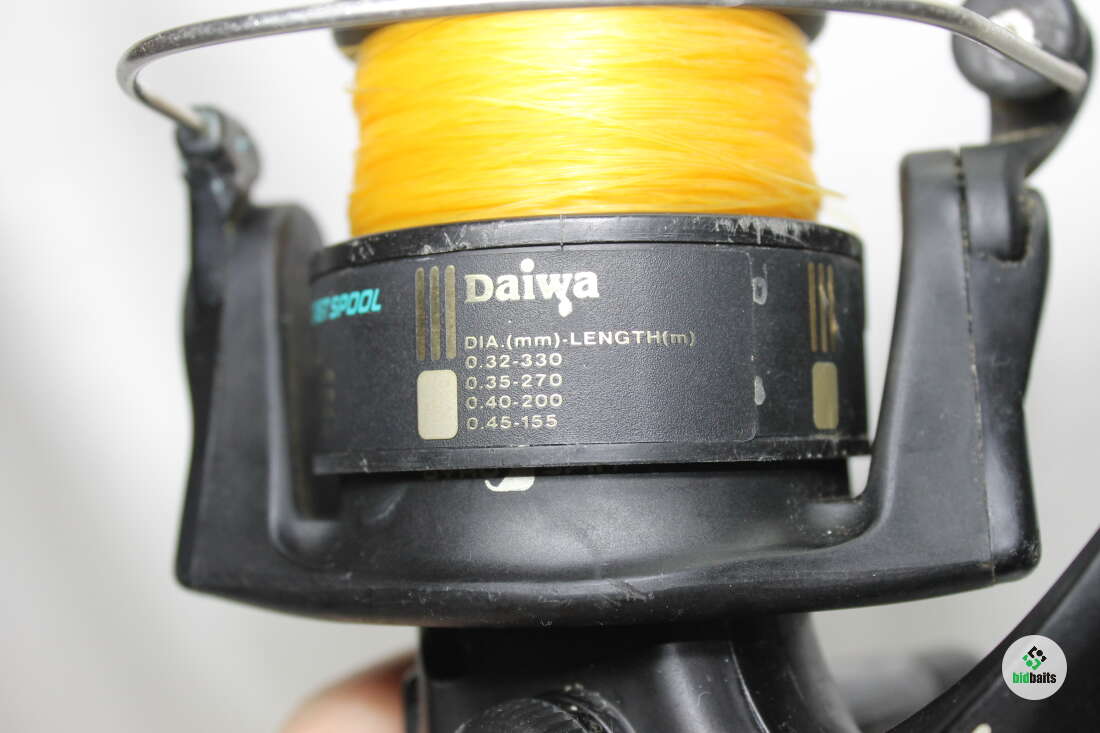 SPOOL
Daiwa
DIA.(mm)-LENGTH(m)
0.32-330
0.35-270
0.40-200
0.45-155
bidbaits